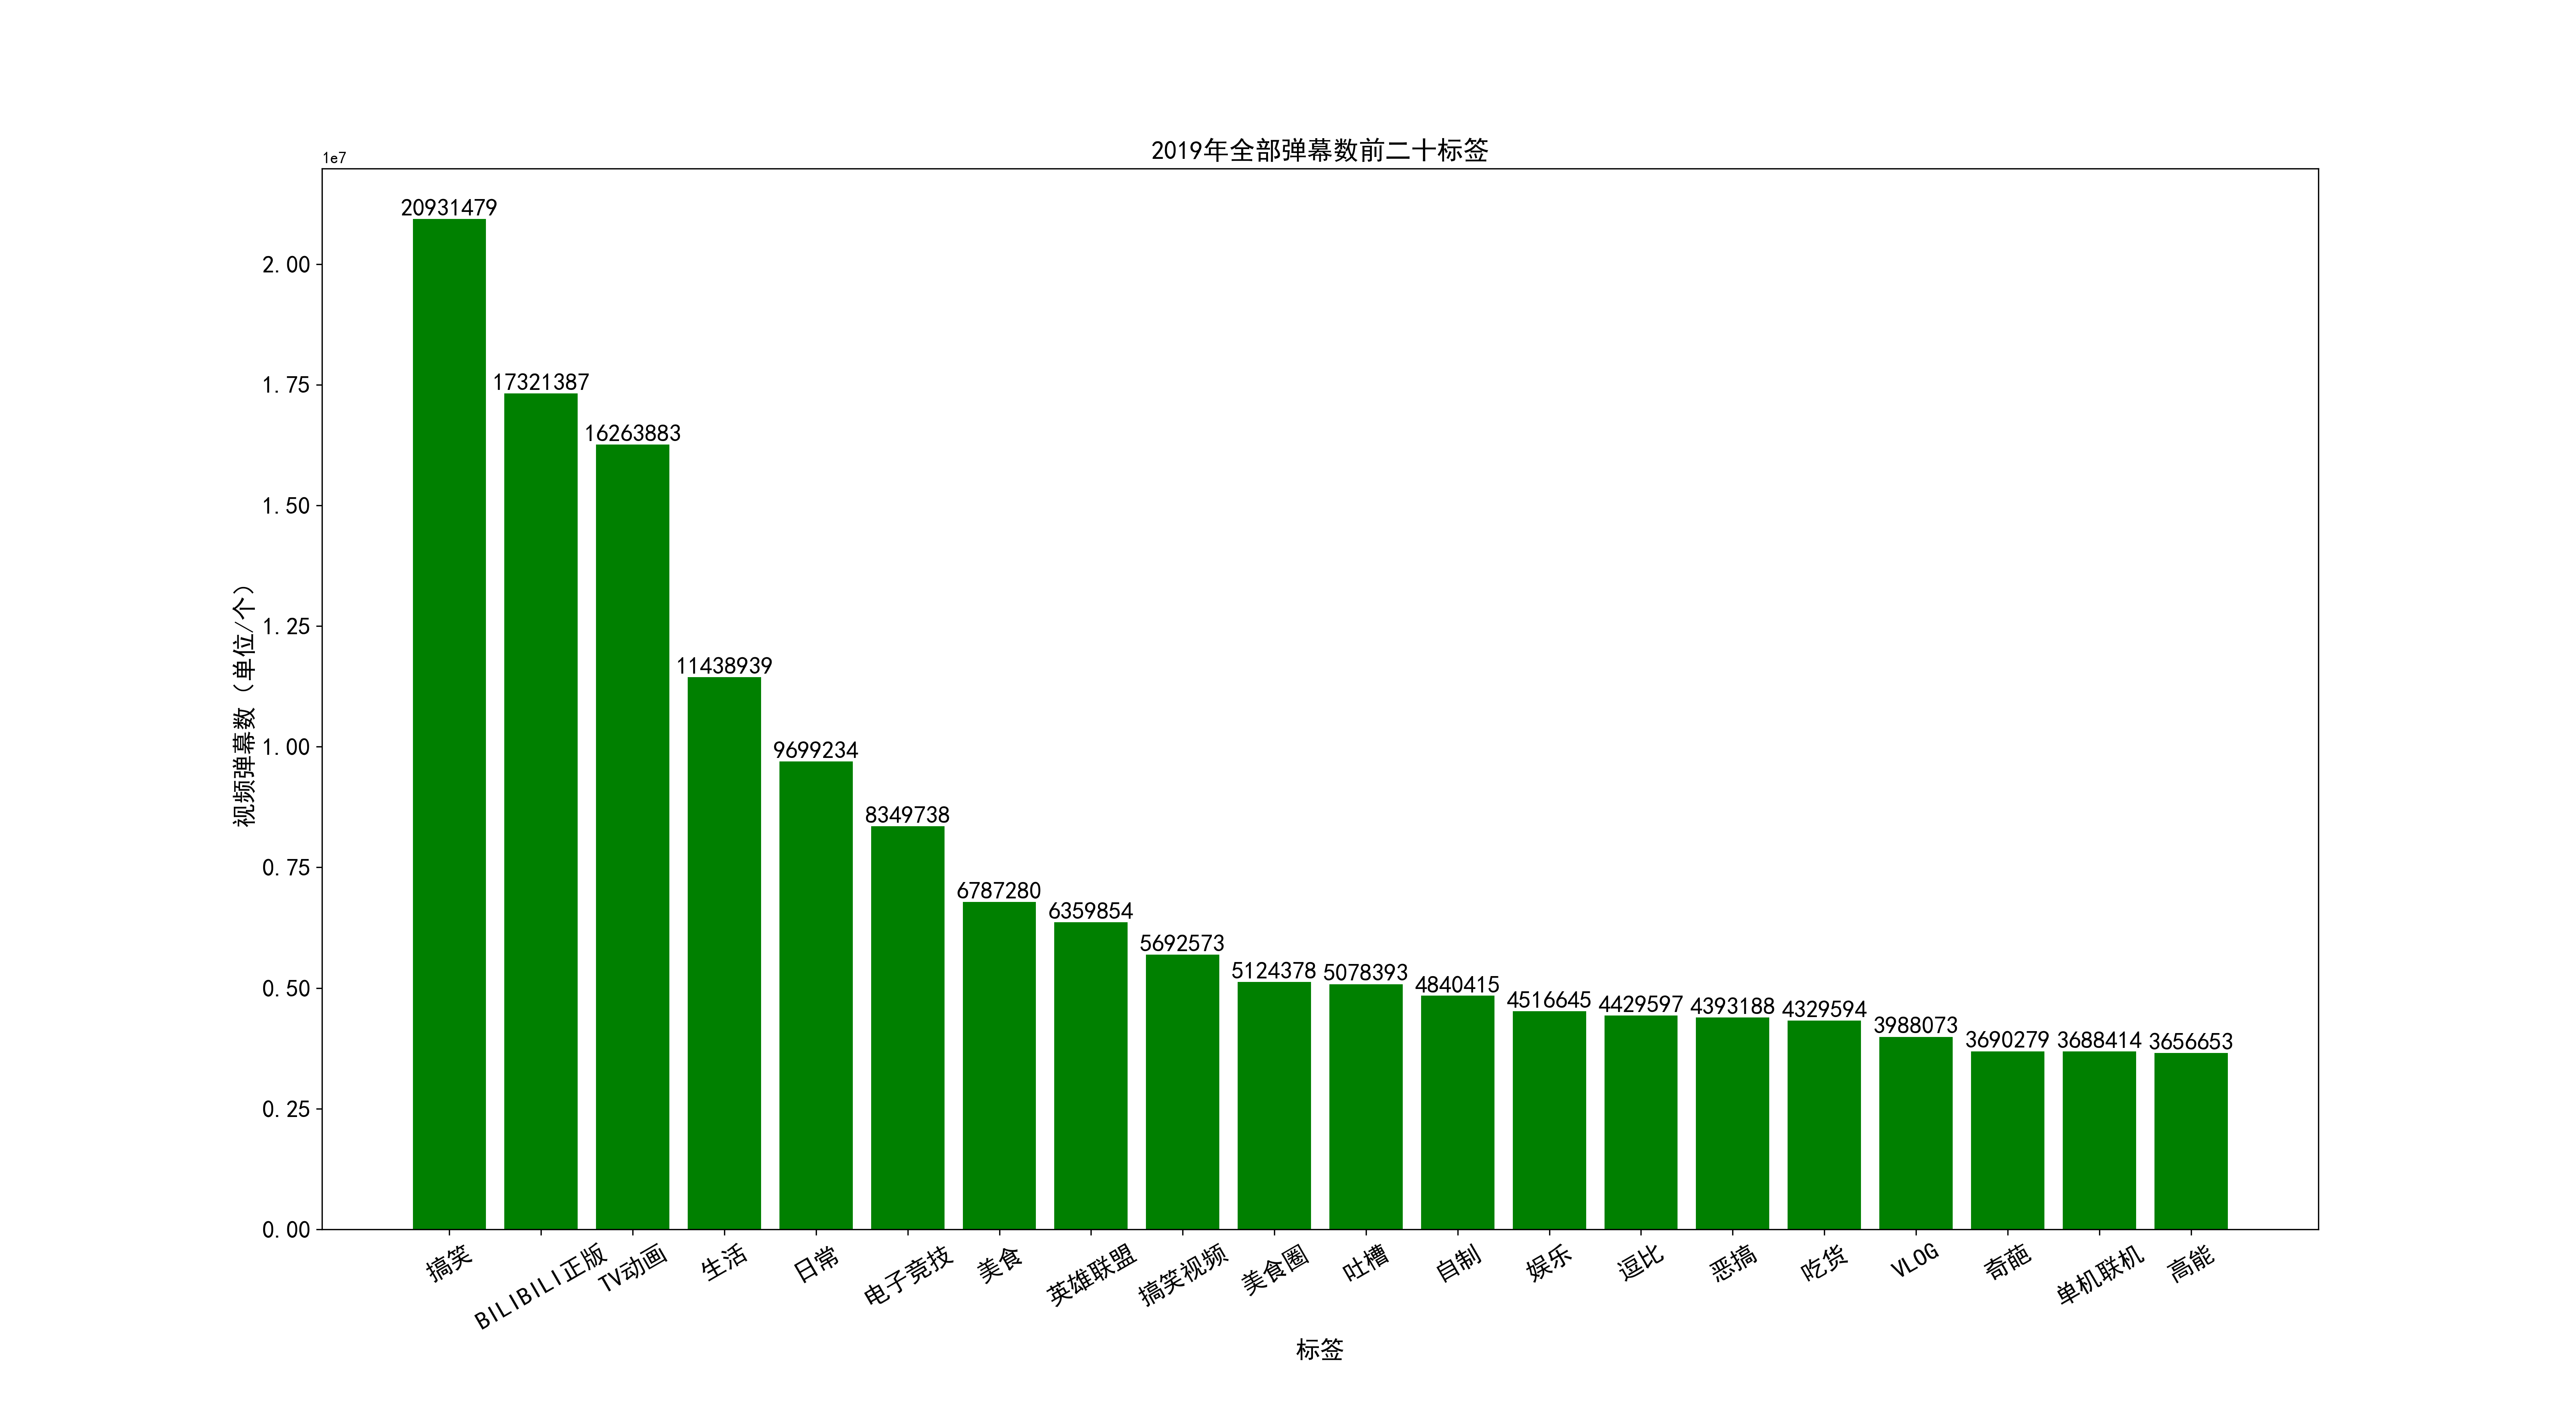 2019年全部弹幕数前二十标签
1e7
20931479
17321387
16263883
11438939
9699234
8349738
6787280
6359854
5692573
5124378
5078393
4840415
4516645
4429597
4393188
4329594
3988073
3690279
3688414
3656653
2.00
1.75
1.50
1.25
1.00
0.75
0.50
0.25
0.00
视频弹幕数（单位/个）
搞笑
BILIBILI正版
TV动画
生活
日常
电子竞技
美食
英雄联盟
搞笑视频
美食圈
吐槽
自制
娱乐
逗比
恶搞
吃货
VLOG
奇葩
单机联机
高能
标签